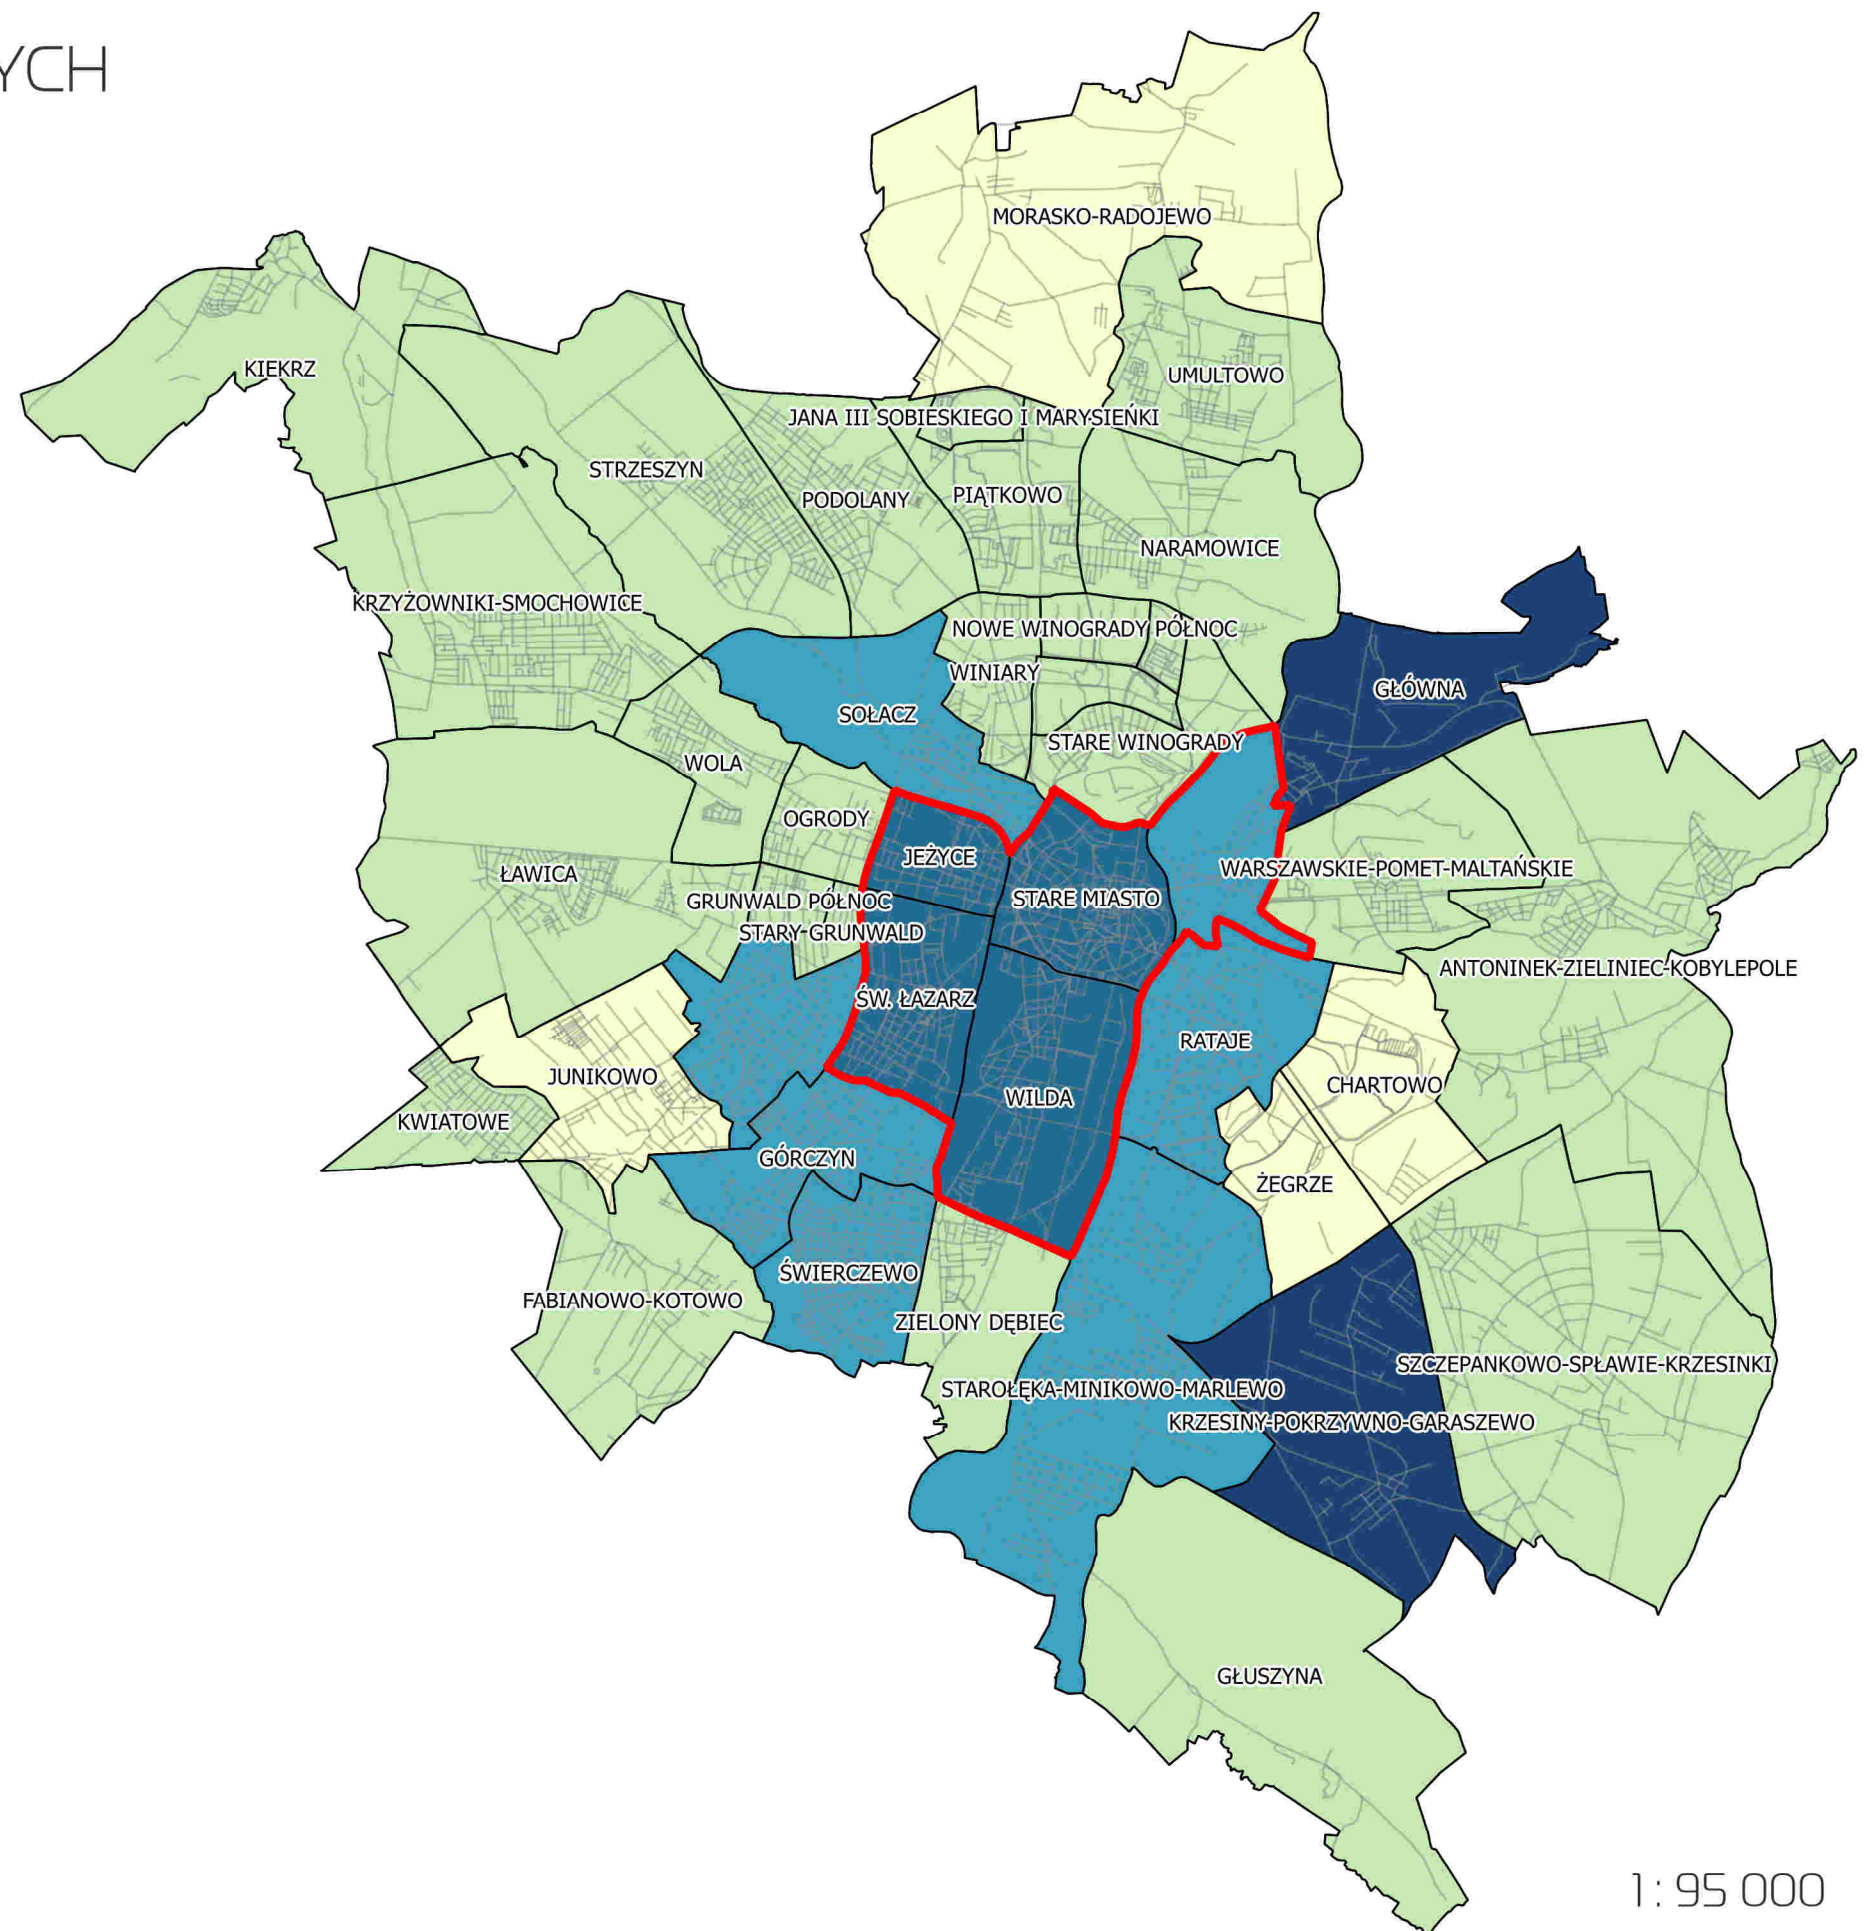 YCH
MORASKO-RADOJEWO
KIEKRZ
UMULTOWO
JANA III SOBIESKIEGO I MARYSIEŃKI
STRZESZYN
PODOLANY
PIĄTKOWO
NARAMOWICE
KRZYŻOWNIKI-SMOCHOWICE
NOWE WINOGRADY PÓŁNOC
WINIARY
GŁÓWNA
SOŁACZ
STARE WINOGRADY
WOLA
OGRODY
JEŻYCE
WARSZAWSKIE-POMET-MALTAŃSKIE
ŁAWICA
GRUNWALD PÓŁNOC
STARE MIASTO
STARY GRUNWALD
ANTONINEK-ZIELINIEC-KOBYLEPOLE
ŚW. ŁAZARZ
RATAJE
JUNIKOWO
CHARTOWO
WILDA
KWIATOWE
GÓRCZYN
ŻEGRZE
ŚWIERCZEWO
FABIANOWO-KOTOWO
ZIELONY DĘBIEC
SZCZEPANKOWO-SPŁAWIE-KRZESINKI
STAROŁĘKA-MINIKOWO-MARLEWO
KRZESINY-POKRZYWNO-GARASZEWO
GŁUSZYNA
1: 95 000